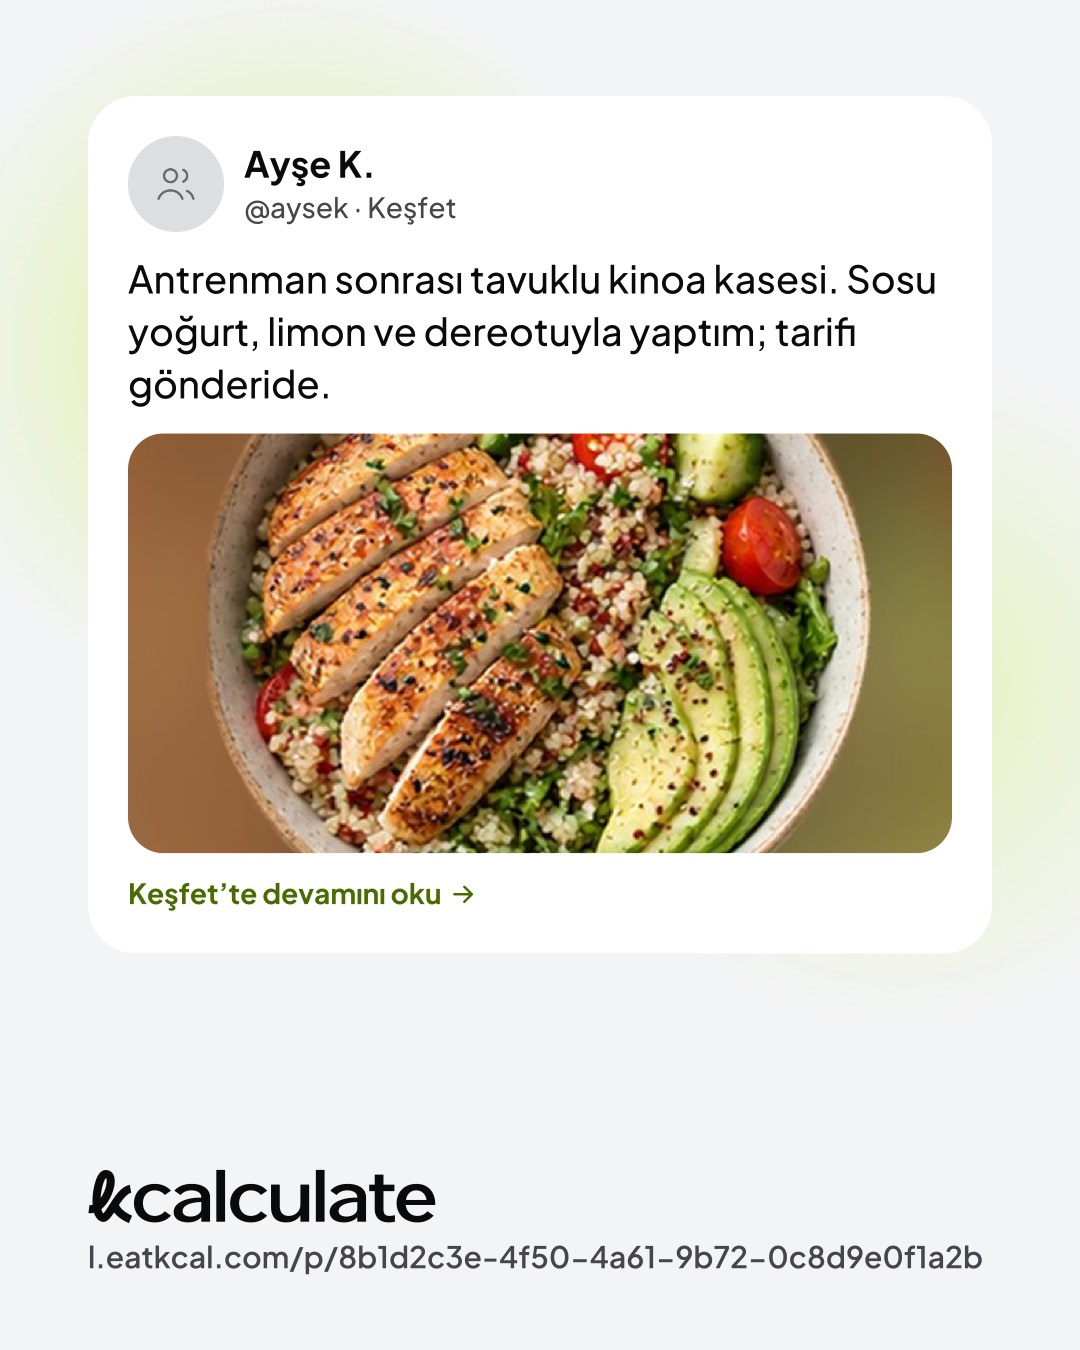 Ayşe K.
@aysek · Keşfet
Antrenman sonrası tavuklu kinoa kasesi. Sosu
yoğurt, limon ve dereotuyla yaptım; tarifi
gönderide.
Keşfet’te devamını oku →
kcalculate
l.eatkcal.com/p/8b1d2c3e-4f50-4a61-9b72-0c8d9e0f1a2b